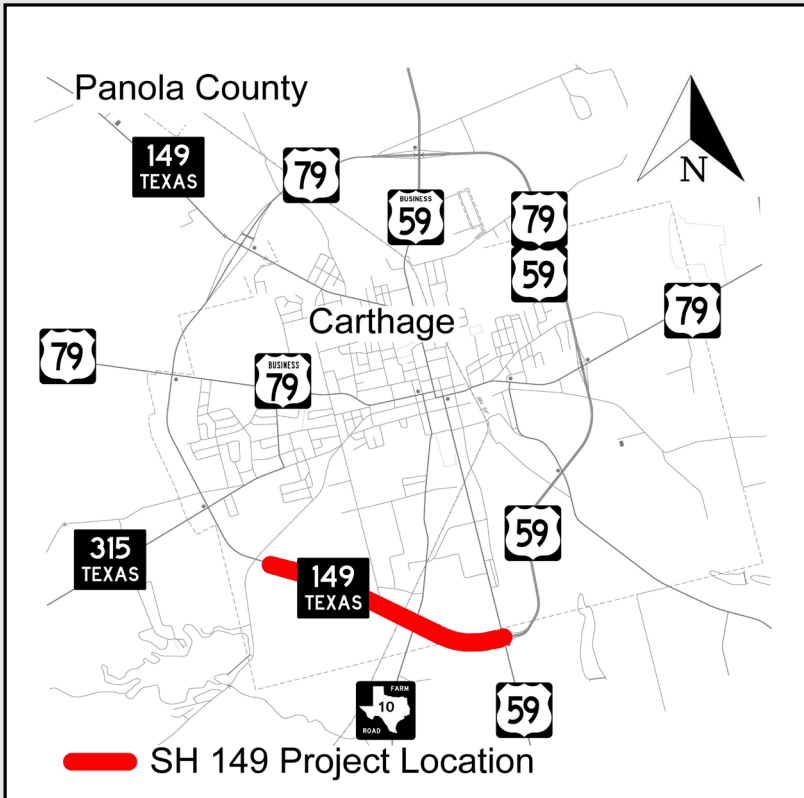 Panola County
149
TEXAS
79
BUSINESS
59
79
59
N
Carthage
79
79
BUSINESS
79
59
315
TEXAS
149
TEXAS
FARM
10
ROAD
59
SH 149 Project Location